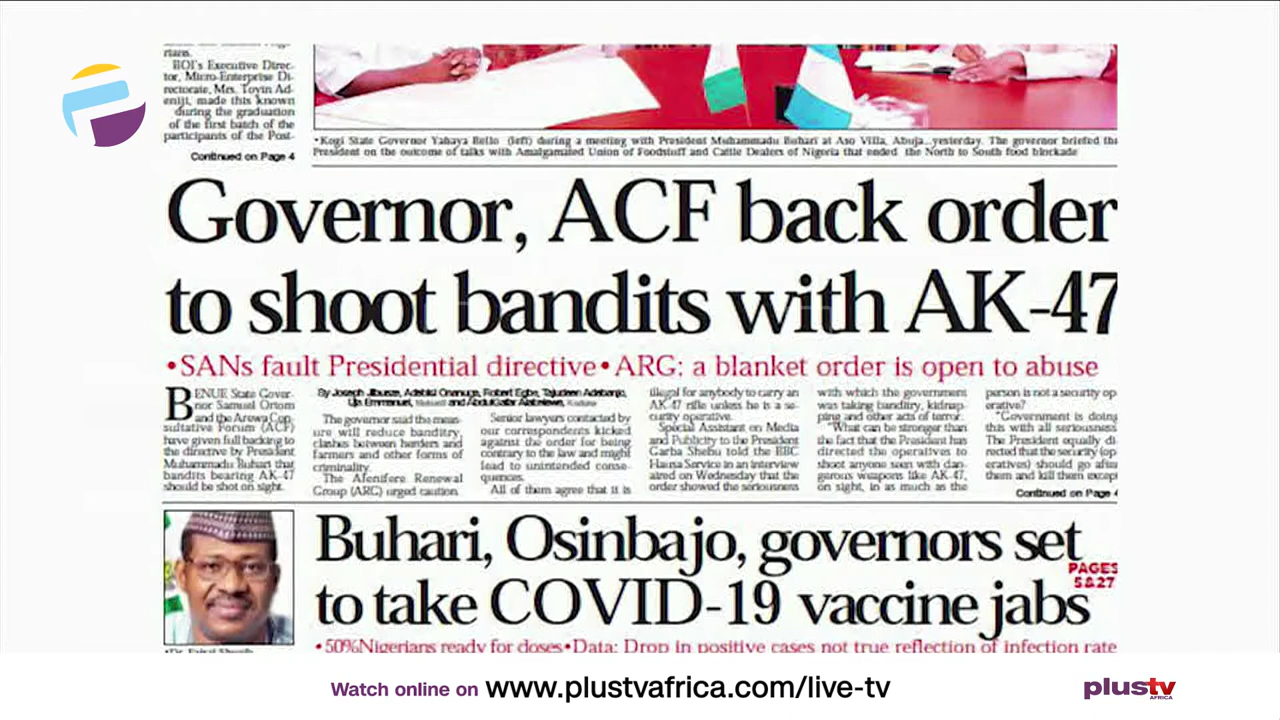 rians.
BOI's Executive Direc-
tor, Micro-Enterprise Di-
rectorate, Mrs. Toyin Ad-
eniji, made this known
during the graduation
of the first batch of the
participants of the Post-
Continued on Page 4
•Kogi State Governor Yahaya Bello (left) during a meeting with President Muhammadu Buhari at Aso Villa, Abuja...yesterday. The governor briefed the
President on the outcome of talks with Amalgamated Union of Foodstuff and Cattle Dealers of Nigeria that ended the North to South food blockade
Governor, ACF back order
to shoot bandits with AK-47
•SANs fault Presidential directive•ARG: a blanket order is open to abuse
BENUE State Gover-
nor Samuel Ortom
and the Arewa Con-
sultative Forum (ACF)
have given full backing to
the directive by President
Muhammadu Buhari that
bandits bearing AK-47
should be shot on sight.
By Joseph Jibueze, Adebisi Onanuga, Robert Egbe, Tajudeen Adebanjo,
Uja Emmanuel, and AbdulGafar Alabelewe,
The governor said the meas-
ure will reduce banditry,
clashes between herders and
farmers and other forms of
criminality.
The Afenifere Renewal
Group (ARG) urged caution.
Senior lawyers contacted by
our correspondents kicked
against the order for being
contrary to the law and might
lead to unintended conse-
quences.
All of them agree that it is
illegal for anybody to carry an
AK-47 rifle unless he is a se-
curity operative.
Special Assistant on Media
and Publicity to the President
Garba Shehu told the BBC
Hausa Service in an interview
aired on Wednesday that the
order showed the seriousness
with which the government
was taking banditry, kidnap-
ping and other acts of terror.
"What can be stronger than
the fact that the President has
directed the operatives to
shoot anyone seen with dan-
gerous weapons like AK-47,
on sight, in as much as the
person is not a security op-
erative?
"Government is doing
this with all seriousness.
The President equally di-
rected that the security (op-
eratives) should go after
them and kill them except
Continued on Page 4
Buhari, Osinbajo, governors set
to take COVID-19 vaccine jabs
PAGES
5&27
•50%Nigerians ready for doses•Data: Drop in positive cases not true reflection of infection rate
Watch online on www.plustvafrica.com/live-tv
plustv
AFRICA